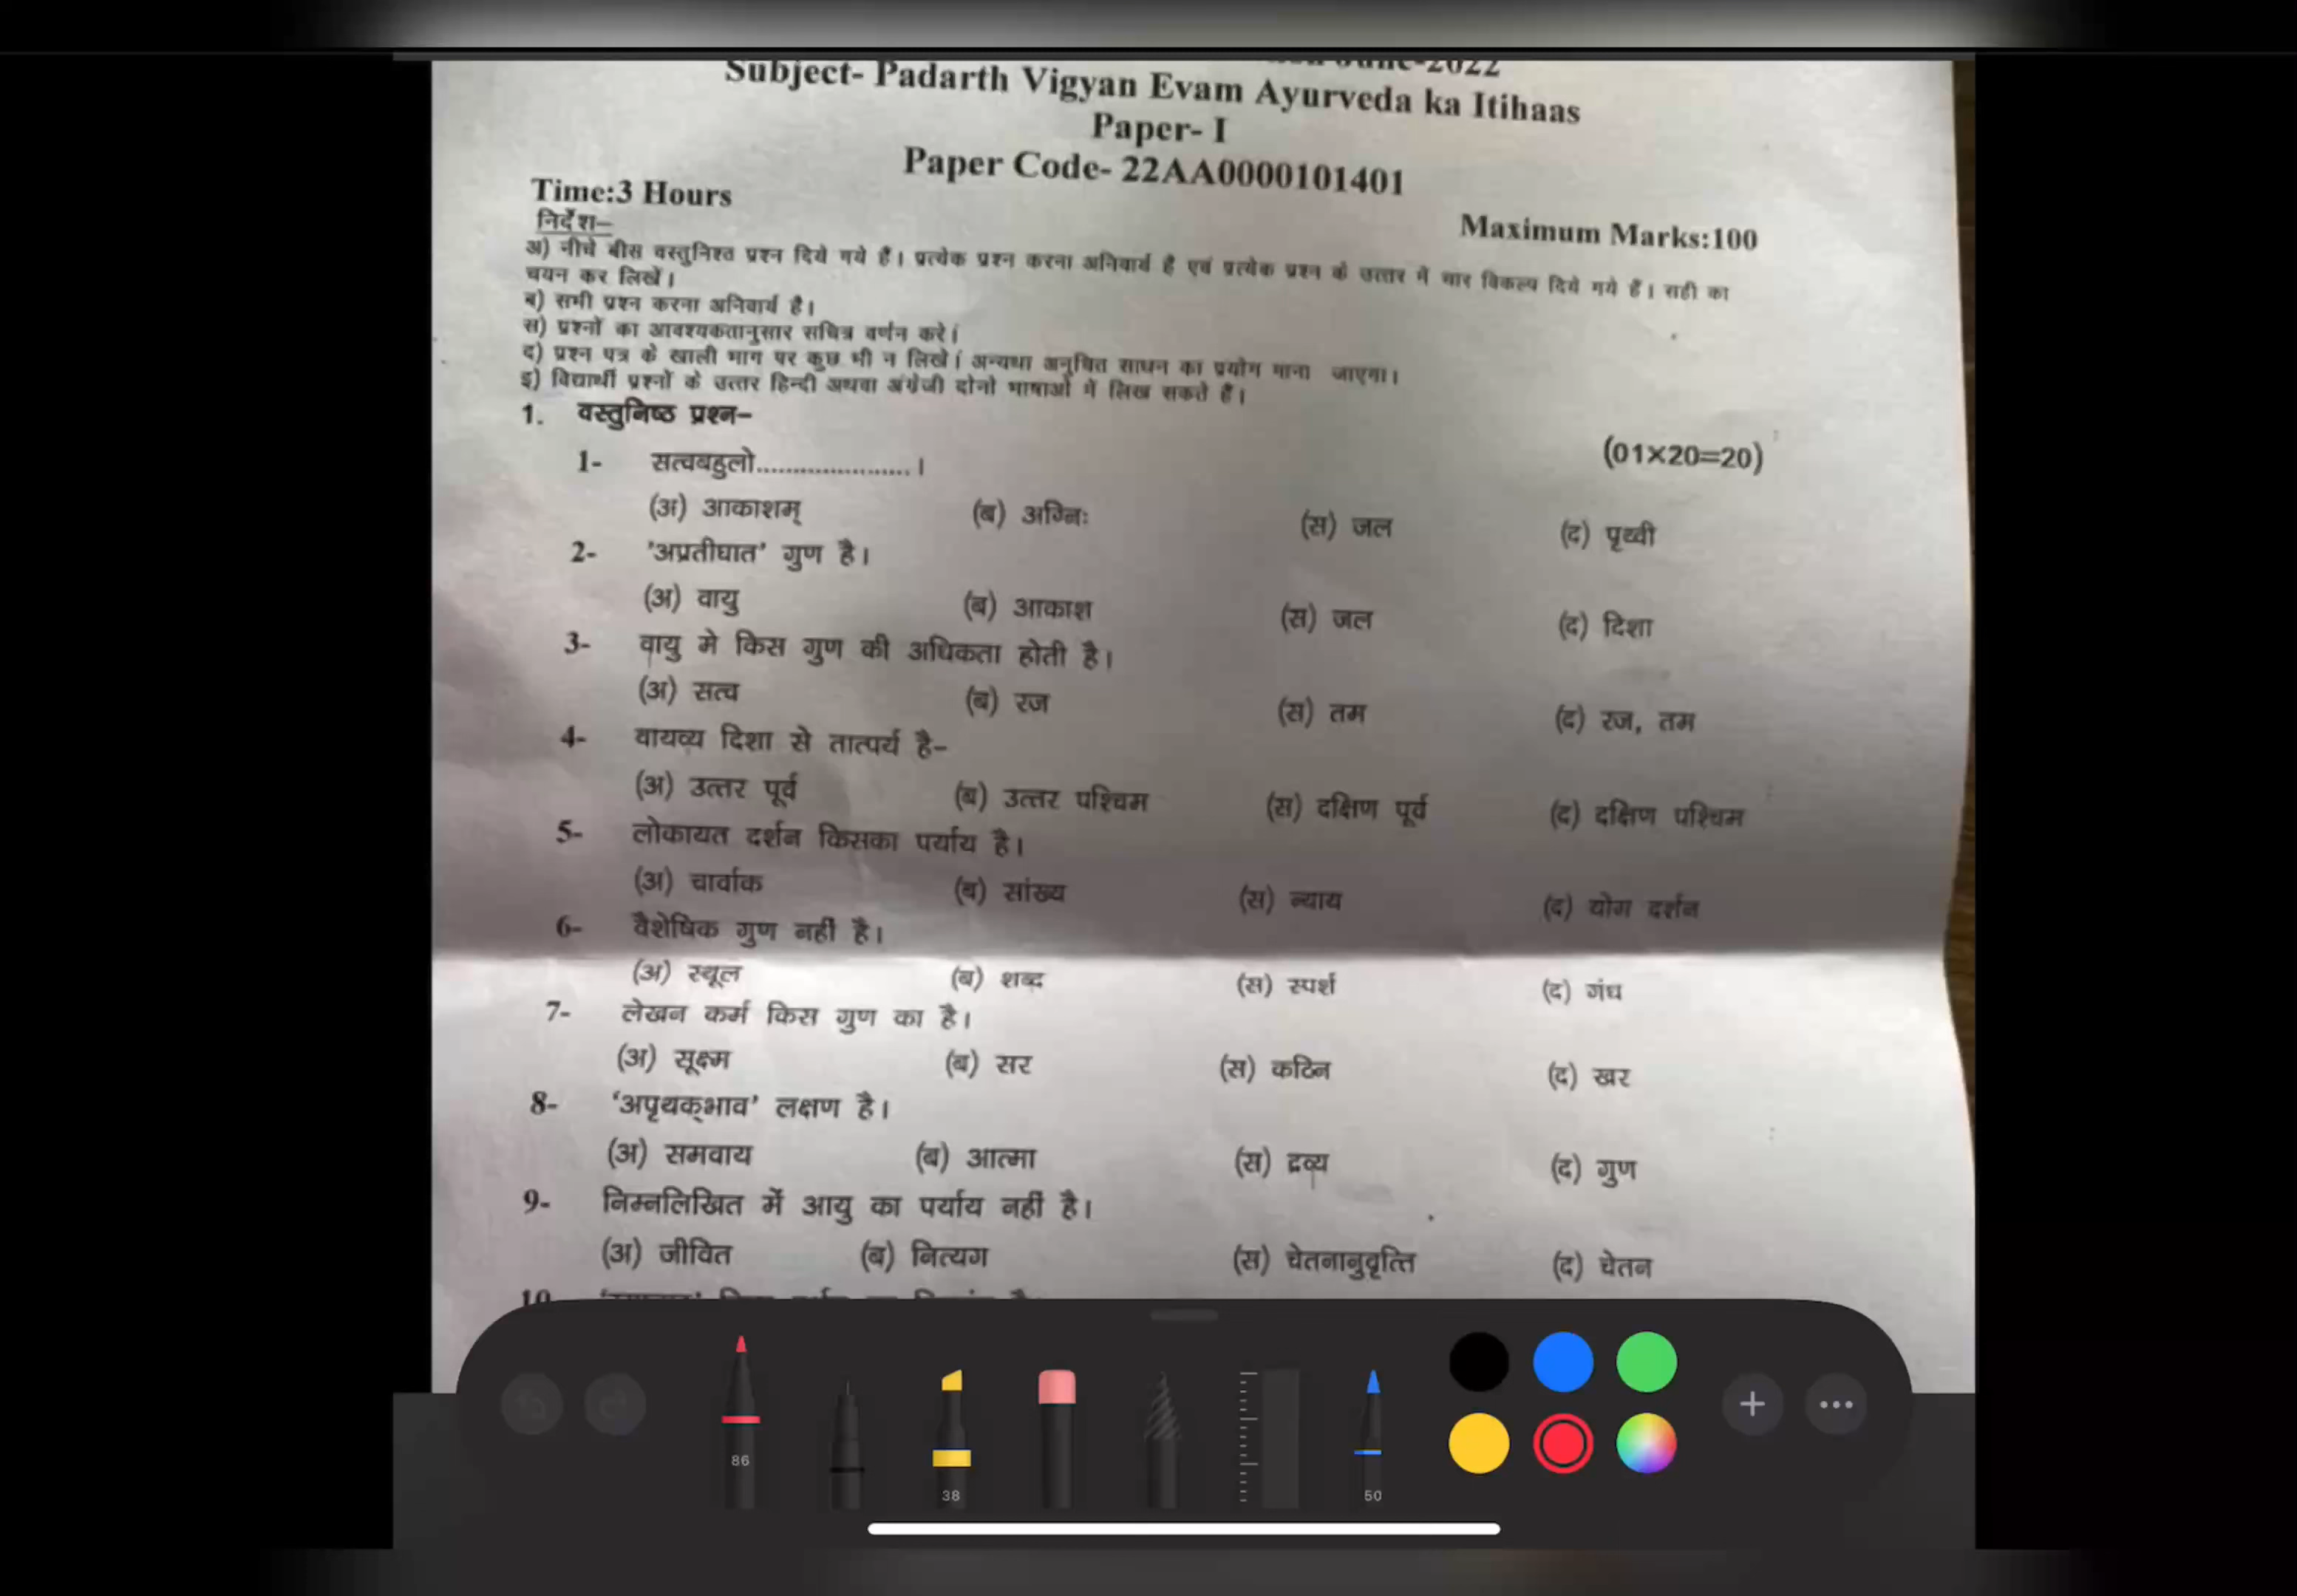 June-2022
Subject- Padarth Vigyan Evam Ayurveda ka Itihaas
Paper- I
Paper Code- 22AA0000101401
Time:3 Hours
Maximum Marks:100
निर्देश–
अ) नीचे बीस वस्तुनिश्त प्रश्न दिये गये हैं। प्रत्येक प्रश्न करना अनिवार्य है एवं प्रत्येक प्रश्न के उत्तर में चार विकल्प दिये गये हैं। सही का
चयन कर लिखें।
ब) सभी प्रश्न करना अनिवार्य है।
स) प्रश्नों का आवश्यकतानुसार सचित्र वर्णन करे।
द) प्रश्न पत्र के खाली भाग पर कुछ भी न लिखें। अन्यथा अनुचित साधन का प्रयोग माना जाएगा।
इ) विद्यार्थी प्रश्नों के उत्तर हिन्दी अथवा अंग्रेजी दोनो भाषाओं में लिख सकते हैं।
1. वस्तुनिष्ठ प्रश्न–
(01×20=20)
1- सत्वबहुलो.....................।
(अ) आकाशम् (ब) अग्निः (स) जल (द) पृथ्वी
2- 'अप्रतीघात' गुण है।
(अ) वायु (ब) आकाश (स) जल (द) दिशा
3- वायु मे किस गुण की अधिकता होती है।
(अ) सत्व (ब) रज (स) तम (द) रज, तम
4- वायव्य दिशा से तात्पर्य है–
(अ) उत्तर पूर्व (ब) उत्तर पश्चिम (स) दक्षिण पूर्व (द) दक्षिण पश्चिम
5- लोकायत दर्शन किसका पर्याय है।
(अ) चार्वाक (ब) सांख्य (स) न्याय (द) योग दर्शन
6- वैशेषिक गुण नहीं है।
(अ) स्थूल (ब) शब्द (स) स्पर्श (द) गंध
7- लेखन कर्म किस गुण का है।
(अ) सूक्ष्म (ब) सर (स) कठिन (द) खर
8- 'अपृथक्भाव' लक्षण है।
(अ) समवाय (ब) आत्मा (स) द्रव्य (द) गुण
9- निम्नलिखित में आयु का पर्याय नहीं है।
(अ) जीवित (ब) नित्यग (स) चेतनानुवृत्ति (द) चेतन
10
86
38
50